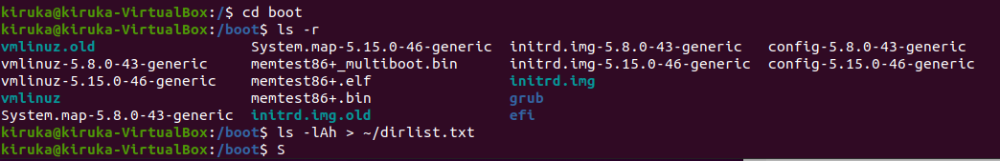 kiruka@kiruka-VirtualBox:/$ cd boot
kiruka@kiruka-VirtualBox:/boot$ ls -r
vmlinuz.old System.map-5.15.0-46-generic initrd.img-5.8.0-43-generic config-5.8.0-43-generic
vmlinuz-5.8.0-43-generic memtest86+_multiboot.bin initrd.img-5.15.0-46-generic config-5.15.0-46-generic
vmlinuz-5.15.0-46-generic memtest86+.elf initrd.img
vmlinuz memtest86+.bin grub
System.map-5.8.0-43-generic initrd.img.old efi
kiruka@kiruka-VirtualBox:/boot$ ls -lAh > ~/dirlist.txt
kiruka@kiruka-VirtualBox:/boot$ S